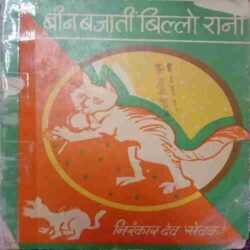 बीन बजाती बिल्लो रानी
निरंकार देव 'सेवक'